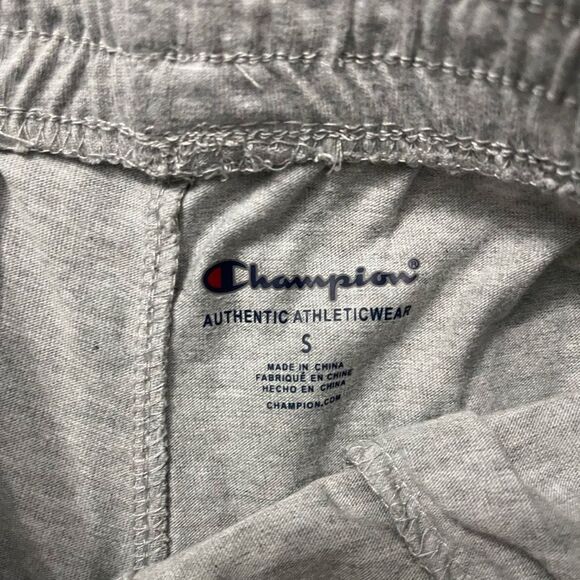 Champion®
AUTHENTIC ATHLETICWEAR
S
MADE IN CHINA
FABRIQUÉ EN CHINE
HECHO EN CHINA
CHAMPION.COM